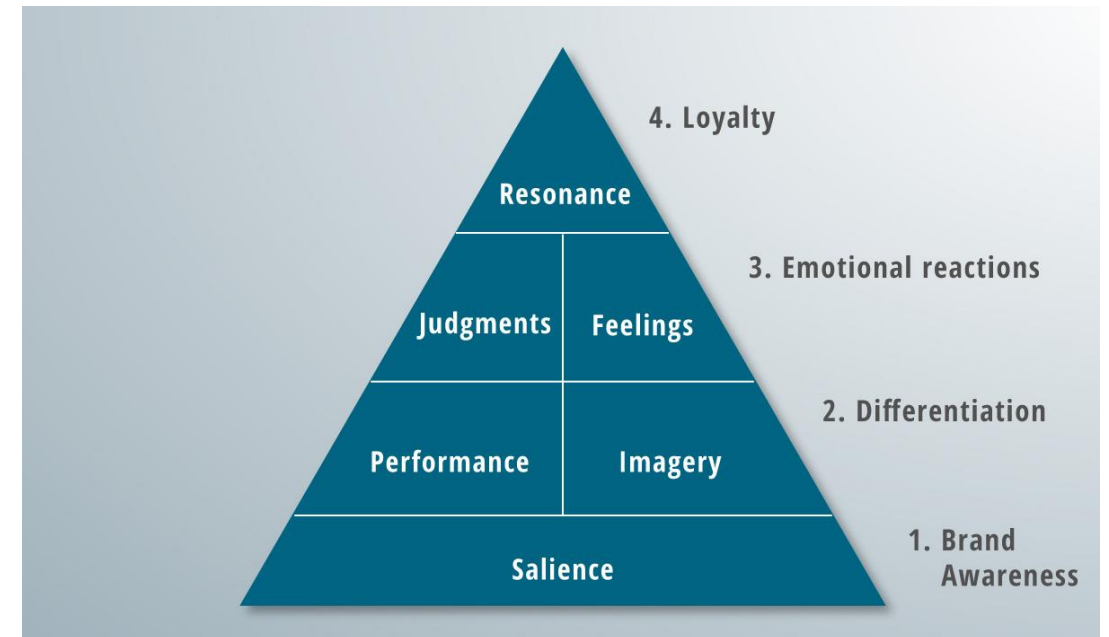 4. Loyalty
Resonance
3. Emotional reactions
Judgments
Feelings
2. Differentiation
Performance
Imagery
1. Brand
Awareness
Salience